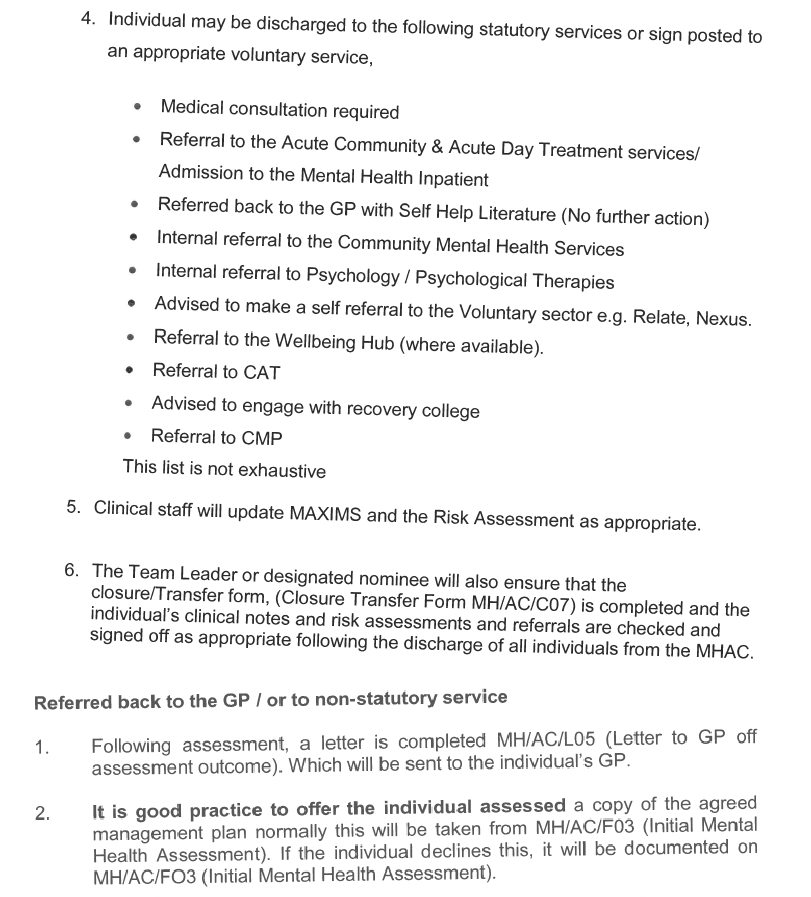 4. Individual may be discharged to the following statutory services or sign posted to
an appropriate voluntary service,
• Medical consultation required
• Referral to the Acute Community & Acute Day Treatment services/
Admission to the Mental Health Inpatient
• Referred back to the GP with Self Help Literature (No further action)
• Internal referral to the Community Mental Health Services
• Internal referral to Psychology / Psychological Therapies
• Advised to make a self referral to the Voluntary sector e.g. Relate, Nexus.
• Referral to the Wellbeing Hub (where available).
• Referral to CAT
• Advised to engage with recovery college
• Referral to CMP
This list is not exhaustive
5. Clinical staff will update MAXIMS and the Risk Assessment as appropriate.
6. The Team Leader or designated nominee will also ensure that the
closure/Transfer form, (Closure Transfer Form MH/AC/C07) is completed and the
individual's clinical notes and risk assessments and referrals are checked and
signed off as appropriate following the discharge of all individuals from the MHAC.
Referred back to the GP / or to non-statutory service
1. Following assessment, a letter is completed MH/AC/L05 (Letter to GP off
assessment outcome). Which will be sent to the individual's GP.
2. It is good practice to offer the individual assessed a copy of the agreed
management plan normally this will be taken from MH/AC/F03 (Initial Mental
Health Assessment). If the individual declines this, it will be documented on
MH/AC/FO3 (Initial Mental Health Assessment).